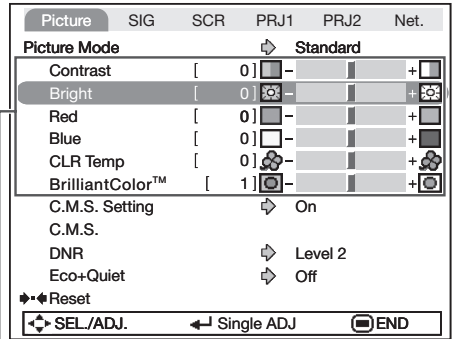 Picture SIG SCR PRJ1 PRJ2 Net.
Picture Mode Standard
Contrast [ 0] - +
Bright [ 0] - +
Red [ 0] - +
Blue [ 0] - +
CLR Temp [ 0] - +
BrilliantColor™ [ 1] - +
C.M.S. Setting On
C.M.S.
DNR Level 2
Eco+Quiet Off
Reset
SEL./ADJ. Single ADJ END